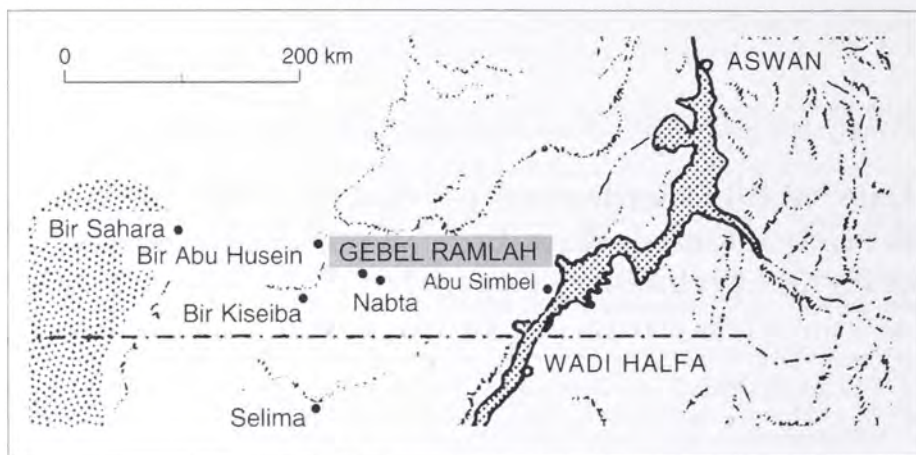 0 200 km
ASWAN
Bir Sahara
Bir Abu Husein
GEBEL RAMLAH
Abu Simbel
Nabta
Bir Kiseiba
WADI HALFA
Selima